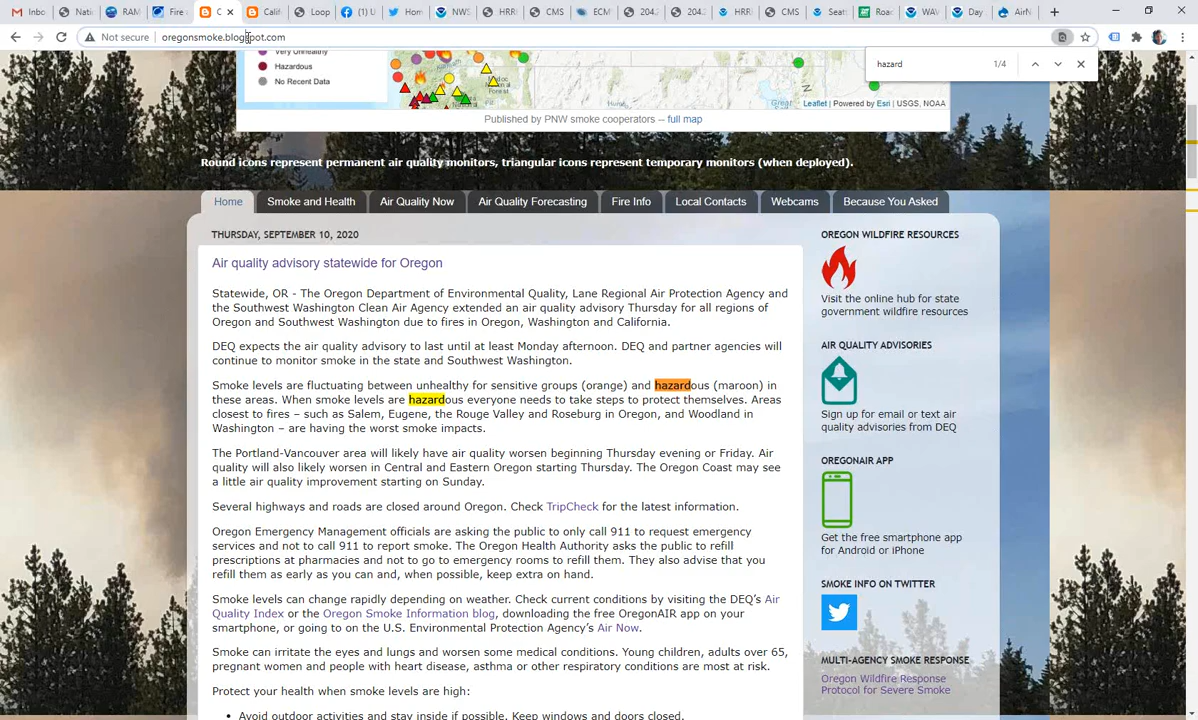 Inbo
Nati
RAM
Fire
C
Calif
Loop
(1) U
Hom
NWS
HRR
CMS
ECM
204.
204.
HRR
CMS
Seatt
Road
WAV
Day
AirN
Not secure
oregonsmoke.blogspot.com
hazard
1/4
Very Unhealthy
Hazardous
No Recent Data
Leaflet | Powered by Esri | USGS, NOAA
Published by PNW smoke cooperators -- full map
Round icons represent permanent air quality monitors, triangular icons represent temporary monitors (when deployed).
Home
Smoke and Health
Air Quality Now
Air Quality Forecasting
Fire Info
Local Contacts
Webcams
Because You Asked
THURSDAY, SEPTEMBER 10, 2020
Air quality advisory statewide for Oregon
Statewide, OR - The Oregon Department of Environmental Quality, Lane Regional Air Protection Agency and
the Southwest Washington Clean Air Agency extended an air quality advisory Thursday for all regions of
Oregon and Southwest Washington due to fires in Oregon, Washington and California.
DEQ expects the air quality advisory to last until at least Monday afternoon. DEQ and partner agencies will
continue to monitor smoke in the state and Southwest Washington.
Smoke levels are fluctuating between unhealthy for sensitive groups (orange) and hazardous (maroon) in
these areas. When smoke levels are hazardous everyone needs to take steps to protect themselves. Areas
closest to fires – such as Salem, Eugene, the Rouge Valley and Roseburg in Oregon, and Woodland in
Washington – are having the worst smoke impacts.
The Portland-Vancouver area will likely have air quality worsen beginning Thursday evening or Friday. Air
quality will also likely worsen in Central and Eastern Oregon starting Thursday. The Oregon Coast may see
a little air quality improvement starting on Sunday.
Several highways and roads are closed around Oregon. Check TripCheck for the latest information.
Oregon Emergency Management officials are asking the public to only call 911 to request emergency
services and not to call 911 to report smoke. The Oregon Health Authority asks the public to refill
prescriptions at pharmacies and not to go to emergency rooms to refill them. They also advise that you
refill them as early as you can and, when possible, keep extra on hand.
Smoke levels can change rapidly depending on weather. Check current conditions by visiting the DEQ's Air
Quality Index or the Oregon Smoke Information blog, downloading the free OregonAIR app on your
smartphone, or going to on the U.S. Environmental Protection Agency's Air Now.
Smoke can irritate the eyes and lungs and worsen some medical conditions. Young children, adults over 65,
pregnant women and people with heart disease, asthma or other respiratory conditions are most at risk.
Protect your health when smoke levels are high:
• Avoid outdoor activities and stay inside if possible. Keep windows and doors closed.
OREGON WILDFIRE RESOURCES
Visit the online hub for state
government wildfire resources
AIR QUALITY ADVISORIES
Sign up for email or text air
quality advisories from DEQ
OREGONAIR APP
Get the free smartphone app
for Android or iPhone
SMOKE INFO ON TWITTER
MULTI-AGENCY SMOKE RESPONSE
Oregon Wildfire Response
Protocol for Severe Smoke